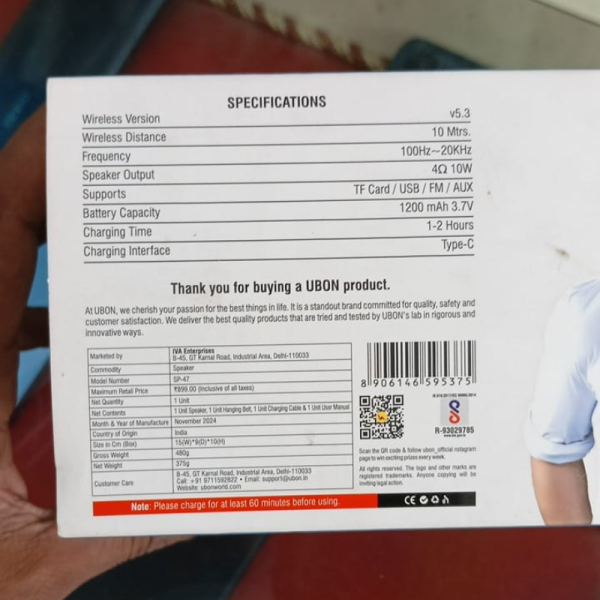 SPECIFICATIONS
Wireless Version v5.3
Wireless Distance 10 Mtrs.
Frequency 100Hz~20KHz
Speaker Output 4Ω 10W
Supports TF Card / USB / FM / AUX
Battery Capacity 1200 mAh 3.7V
Charging Time 1-2 Hours
Charging Interface Type-C
Thank you for buying a UBON product.
At UBON, we cherish your passion for the best things in life. It is a standout brand committed for quality, safety and
customer satisfaction. We deliver the best quality products that are tried and tested by UBON's lab in rigorous and
innovative ways.
Marketed by IVA Enterprises
B-45, GT Karnal Road, Industrial Area, Delhi-110033
Commodity Speaker
Model Number SP-47
Maximum Retail Price ₹899.00 (Inclusive of all taxes)
Net Quantity 1 Unit
Net Contents 1 Unit Speaker, 1 Unit Hanging Belt, 1 Unit Charging Cable & 1 Unit User Manual
Month & Year of Manufacture November 2024
Country of Origin India
Size in Cm (Box) 15(W)*9(D)*10(H)
Gross Weight 480g
Net Weight 375g
Customer Care B-45, GT Karnal Road, Industrial Area, Delhi-110033
Call: +91 9711592822 • Email: support@ubon.in
Website: ubonworld.com
Note: Please charge for at least 60 minutes before using.
8 906146 595375
R-93029785
Scan the QR code & follow ubon_official instagram
page to win exciting prizes every week.
All rights reserved. The logo and other marks are
registered trademarks. Anyone copying will be
inviting legal action.
CE